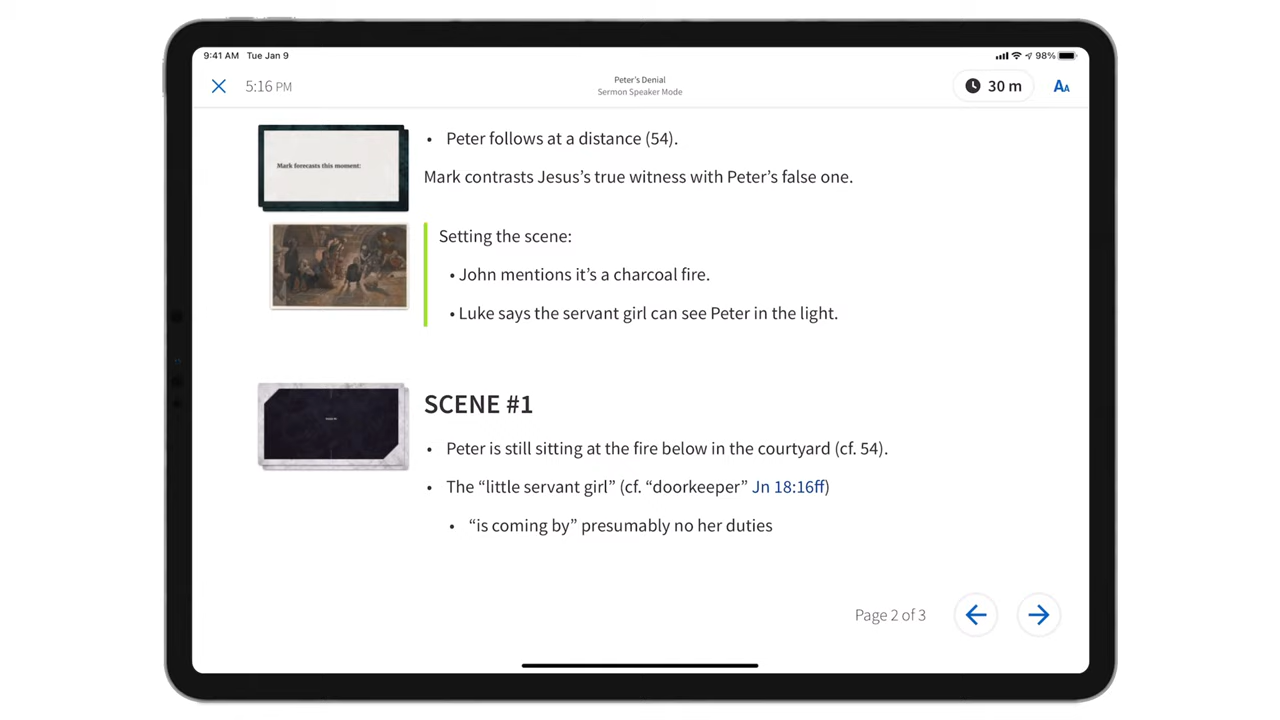 9:41 AM Tue Jan 9
98%
5:16 PM
Peter's Denial
Sermon Speaker Mode
30 m
AA
Mark forecasts this moment:
• Peter follows at a distance (54).
Mark contrasts Jesus's true witness with Peter's false one.
Setting the scene:
• John mentions it's a charcoal fire.
• Luke says the servant girl can see Peter in the light.
SCENE #1
• Peter is still sitting at the fire below in the courtyard (cf. 54).
• The “little servant girl” (cf. “doorkeeper” Jn 18:16ff)
• “is coming by” presumably no her duties
Page 2 of 3